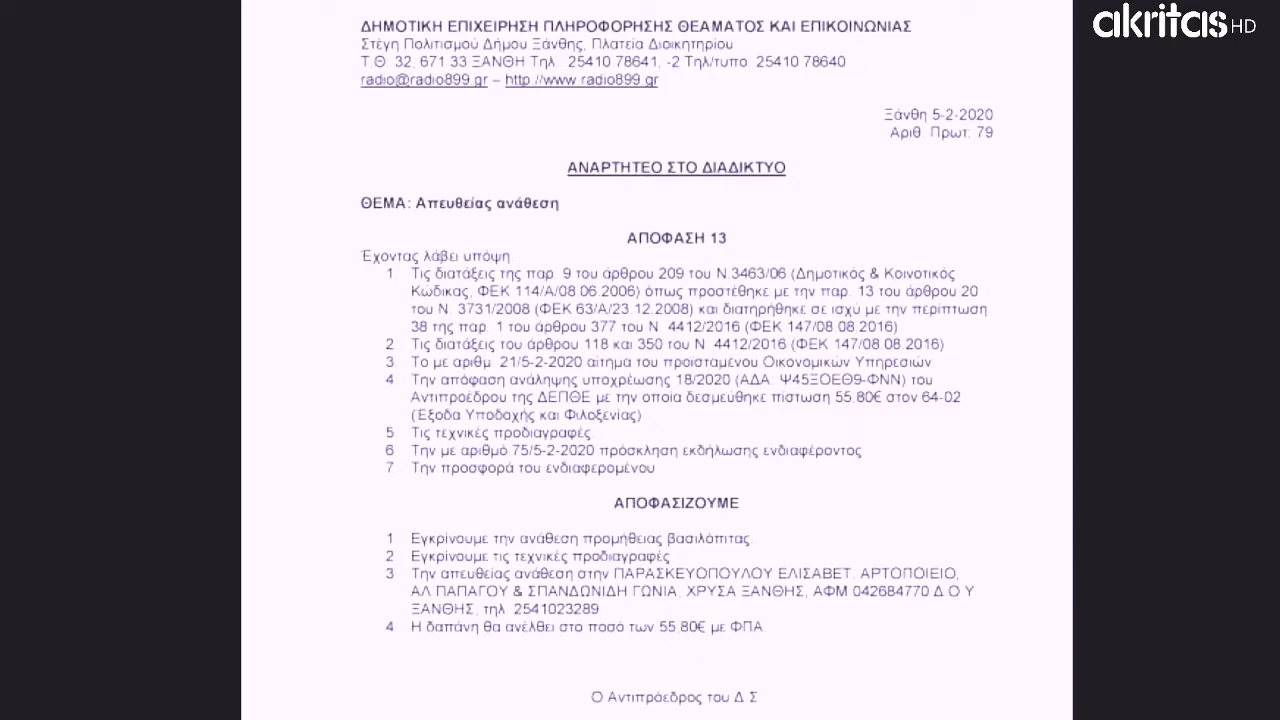 akritas HD
ΔΗΜΟΤΙΚΗ ΕΠΙΧΕΙΡΗΣΗ ΠΛΗΡΟΦΟΡΗΣΗΣ ΘΕΑΜΑΤΟΣ ΚΑΙ ΕΠΙΚΟΙΝΩΝΙΑΣ
Στέγη Πολιτισμού Δήμου Ξάνθης, Πλατεία Διοικητηρίου
Τ.Θ: 32, 671 33 ΞΑΝΘΗ Τηλ.: 25410 78641, -2 Τηλ/τυπο: 25410 78640
radio@radio899.gr – http://www.radio899.gr
Ξάνθη 5-2-2020
Αριθ. Πρωτ: 79
ΑΝΑΡΤΗΤΕΟ ΣΤΟ ΔΙΑΔΙΚΤΥΟ
ΘΕΜΑ: Απευθείας ανάθεση
ΑΠΟΦΑΣΗ 13
Έχοντας λάβει υπόψη:
1. Τις διατάξεις της παρ. 9 του άρθρου 209 του Ν.3463/06 (Δημοτικός & Κοινοτικός
Κώδικας, ΦΕΚ 114/Α/08.06.2006) όπως προστέθηκε με την παρ. 13 του άρθρου 20
του Ν. 3731/2008 (ΦΕΚ 63/Α/23.12.2008) και διατηρήθηκε σε ισχύ με την περίπτωση
38 της παρ. 1 του άρθρου 377 του Ν. 4412/2016 (ΦΕΚ 147/08.08.2016)
2. Τις διατάξεις του άρθρου 118 και 350 του Ν. 4412/2016 (ΦΕΚ 147/08.08.2016)
3. Το με αριθμ. 21/5-2-2020 αίτημα του προϊσταμένου Οικονομικών Υπηρεσιών
4. Την απόφαση ανάληψης υποχρέωσης 18/2020 (ΑΔΑ: Ψ45ΞΟΕΘ9-ΦΝΝ) του
Αντιπροέδρου της ΔΕΠΘΕ με την οποία δεσμεύθηκε πίστωση 55.80€ στον 64-02
(Έξοδα Υποδαχής και Φιλοξενίας)
5. Τις τεχνικές προδιαγραφές
6. Την με αριθμό 75/5-2-2020 πρόσκληση εκδήλωσης ενδιαφέροντος
7. Την προσφορά του ενδιαφερομένου
ΑΠΟΦΑΣΙΖΟΥΜΕ
1. Εγκρίνουμε την ανάθεση προμήθειας βασιλόπιτας.
2. Εγκρίνουμε τις τεχνικές προδιαγραφές
3. Την απευθείας ανάθεση στην ΠΑΡΑΣΚΕΥΟΠΟΥΛΟΥ ΕΛΙΣΑΒΕΤ. ΑΡΤΟΠΟΙΕΙΟ,
ΑΛ.ΠΑΠΑΓΟΥ & ΣΠΑΝΔΩΝΙΔΗ ΓΩΝΙΑ, ΧΡΥΣΑ ΞΑΝΘΗΣ, ΑΦΜ 042684770 Δ.Ο.Υ
ΞΑΝΘΗΣ, τηλ. 2541023289
4. Η δαπάνη θα ανέλθει στο ποσό των 55.80€ με ΦΠΑ
Ο Αντιπρόεδρος του Δ.Σ